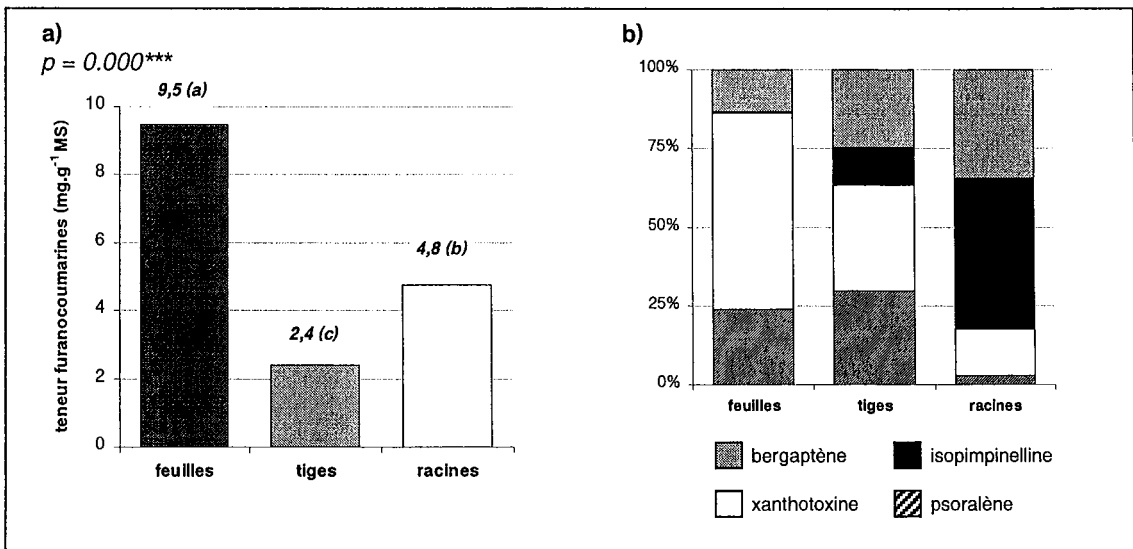 a)
p = 0.000***
9,5 (a)
2,4 (c)
4,8 (b)
teneur furanocoumarines (mg.g⁻¹ MS)
10
8
6
4
2
0
feuilles tiges racines
b)
100%
75%
50%
25%
0%
feuilles tiges racines
bergaptène isopimpinelline
xanthotoxine psoralène